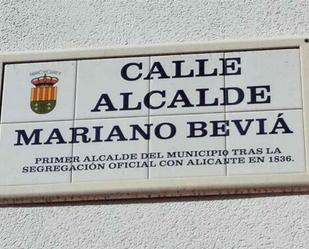 CALLE
ALCALDE
MARIANO BEVIÁ
PRIMER ALCALDE DEL MUNICIPIO TRAS LA
SEGREGACIÓN OFICIAL CON ALICANTE EN 1836.